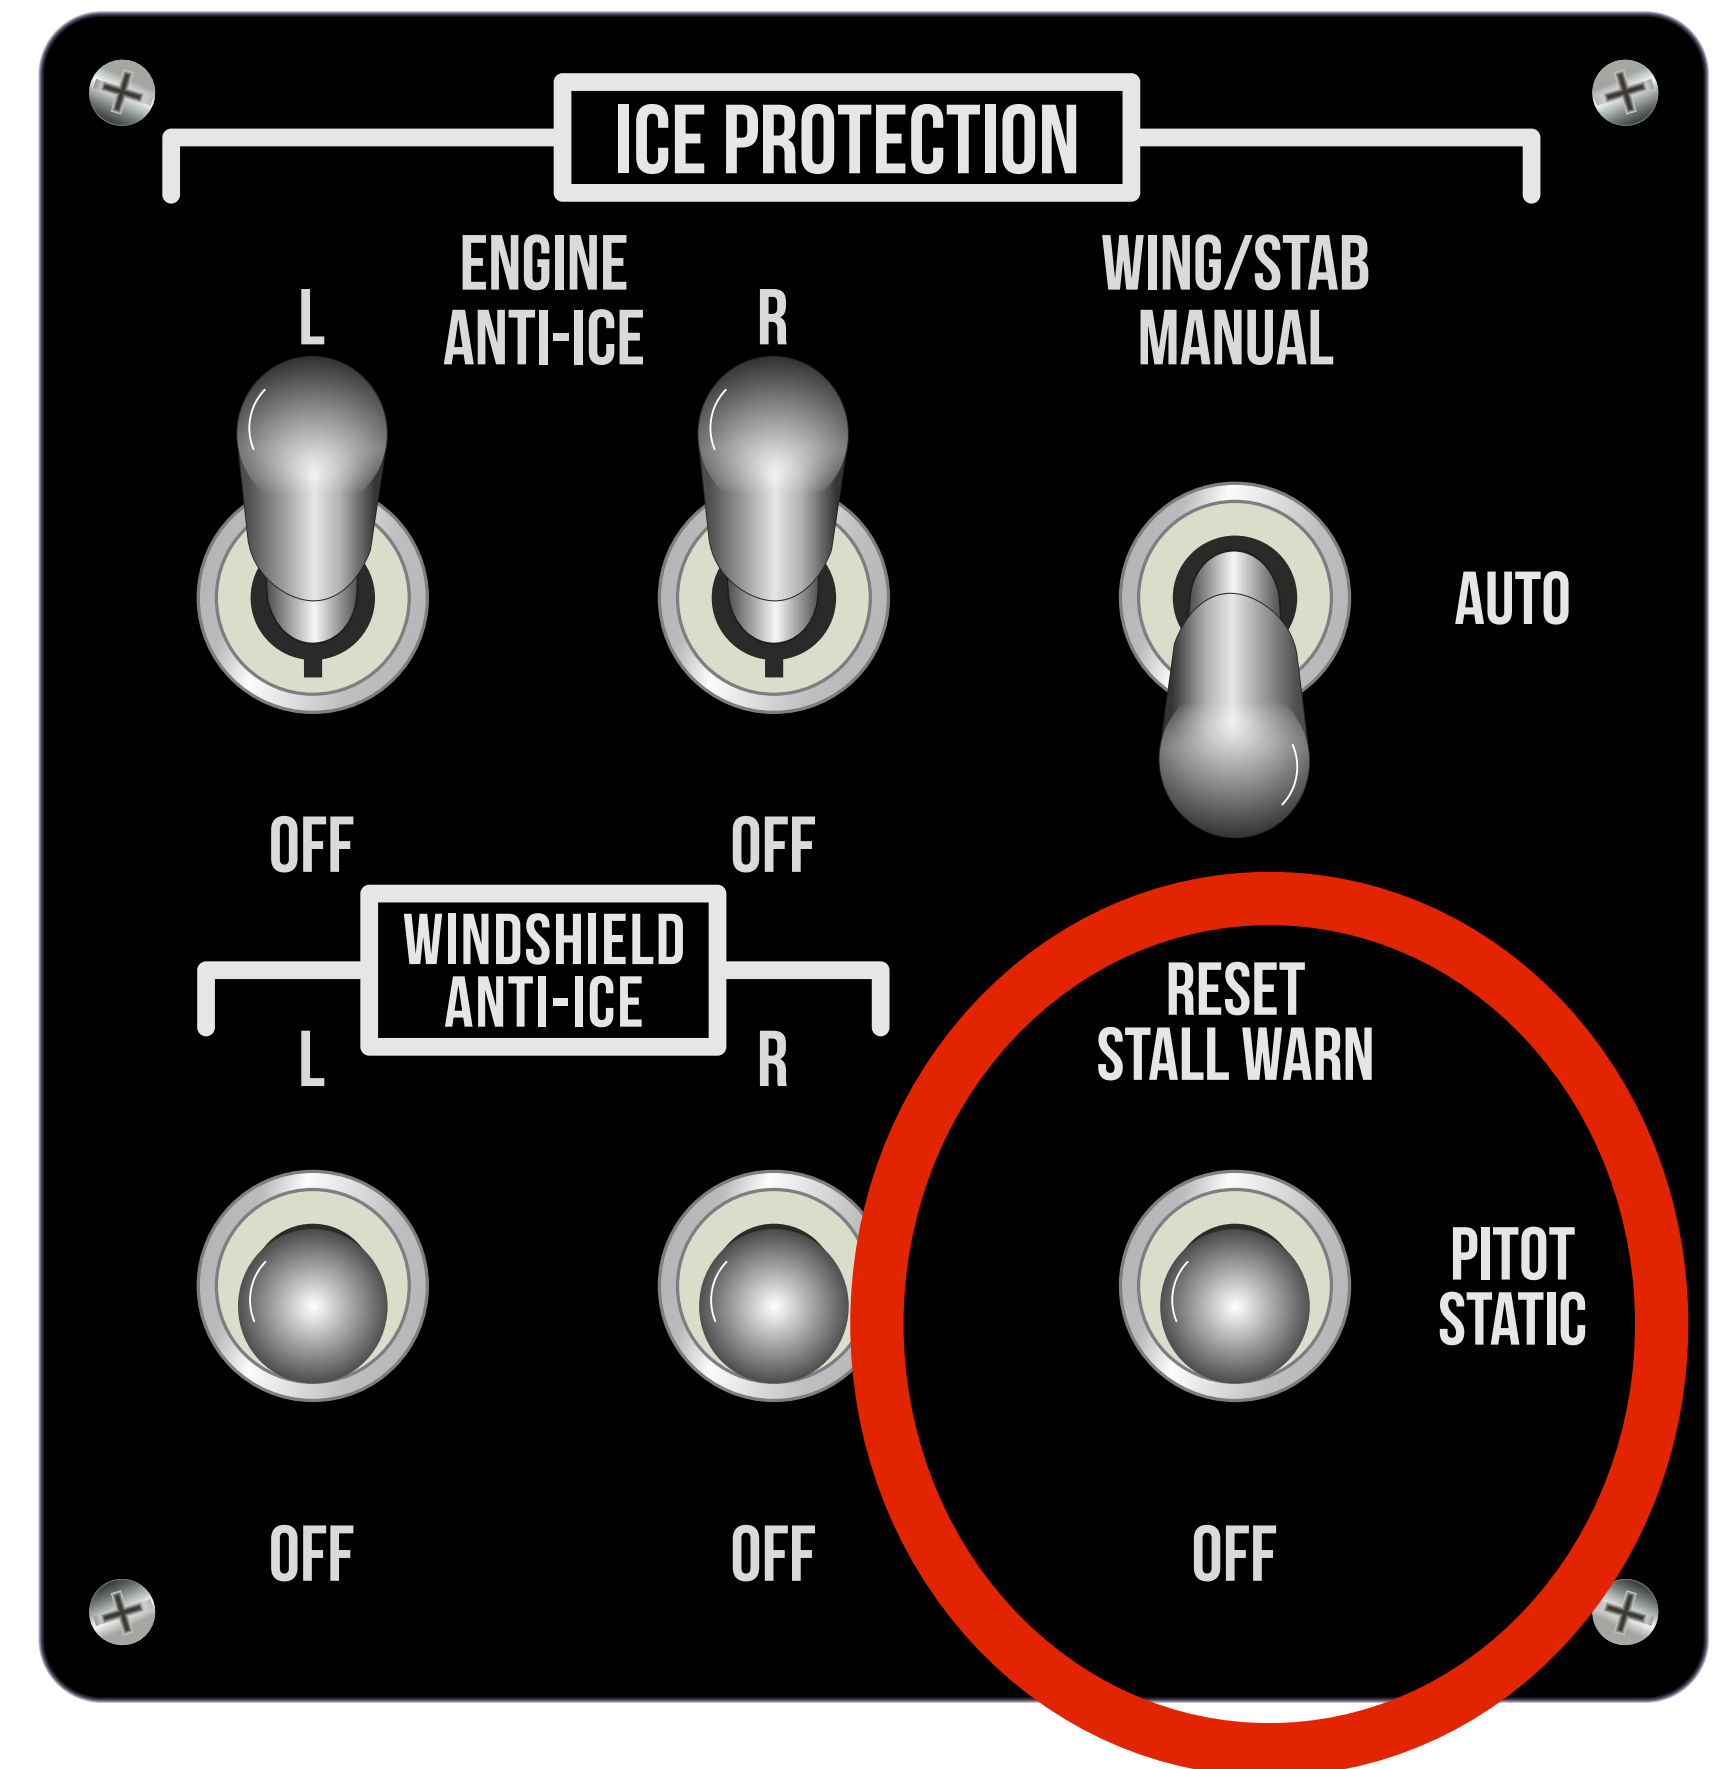 ICE PROTECTION
ENGINE
ANTI-ICE
L
R
WING/STAB
MANUAL
AUTO
OFF
OFF
WINDSHIELD
ANTI-ICE
L
R
RESET
STALL WARN
PITOT
STATIC
OFF
OFF
OFF